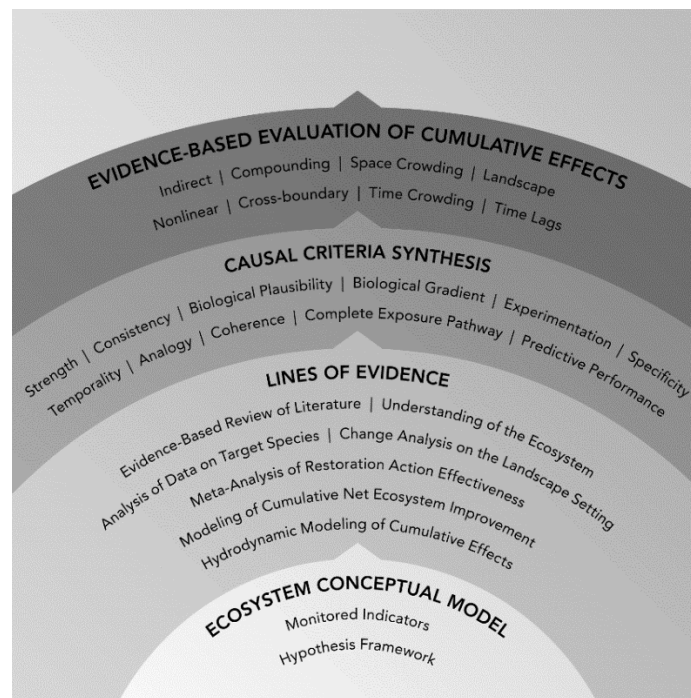 EVIDENCE-BASED EVALUATION OF CUMULATIVE EFFECTS
Indirect | Compounding | Space Crowding | Landscape
Nonlinear | Cross-boundary | Time Crowding | Time Lags
CAUSAL CRITERIA SYNTHESIS
Strength | Consistency | Biological Plausibility | Biological Gradient | Experimentation | Specificity
Temporality | Analogy | Coherence | Complete Exposure Pathway | Predictive Performance
LINES OF EVIDENCE
Evidence-Based Review of Literature | Understanding of the Ecosystem
Analysis of Data on Target Species | Change Analysis on the Landscape Setting
Meta-Analysis of Restoration Action Effectiveness
Modeling of Cumulative Net Ecosystem Improvement
Hydrodynamic Modeling of Cumulative Effects
ECOSYSTEM CONCEPTUAL MODEL
Monitored Indicators
Hypothesis Framework